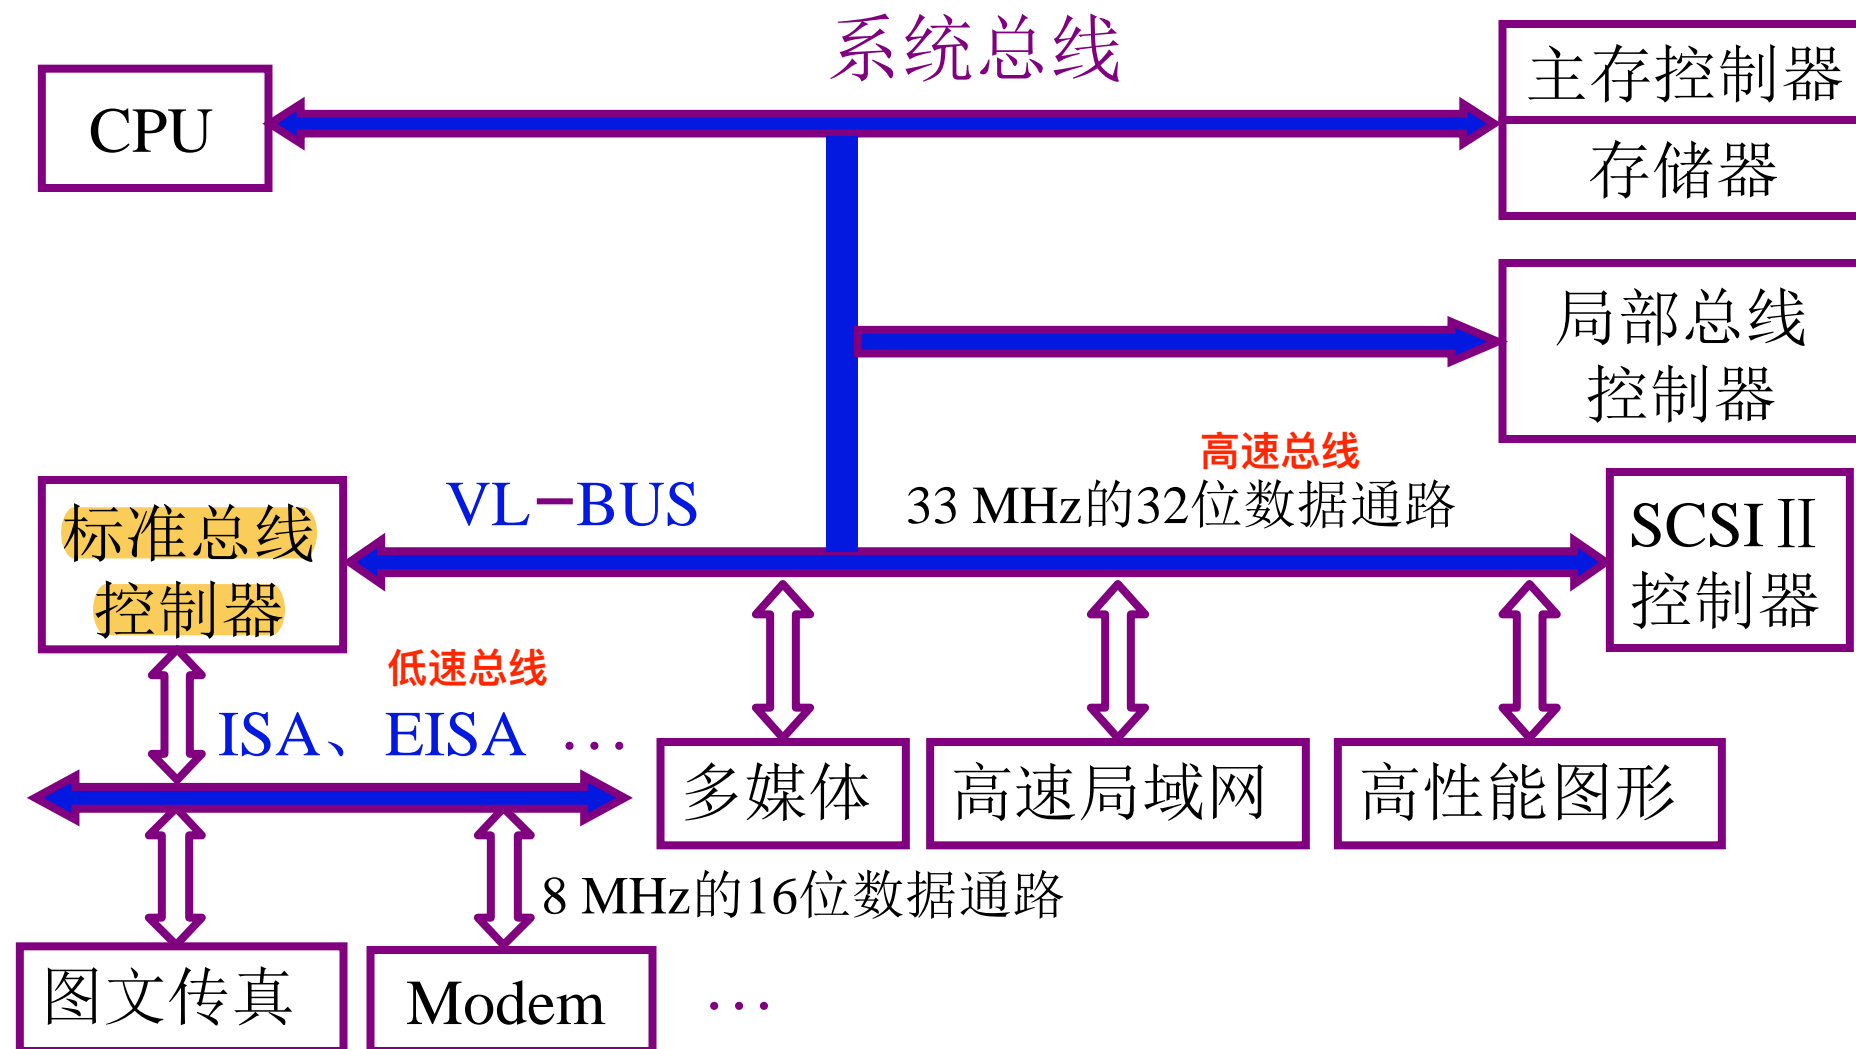 系统总线
CPU
主存控制器
存储器
局部总线
控制器
高速总线
VL-BUS
33 MHz的32位数据通路
标准总线
控制器
SCSI II
控制器
低速总线
ISA、EISA ···
多媒体
高速局域网
高性能图形
8 MHz的16位数据通路
图文传真
Modem
···